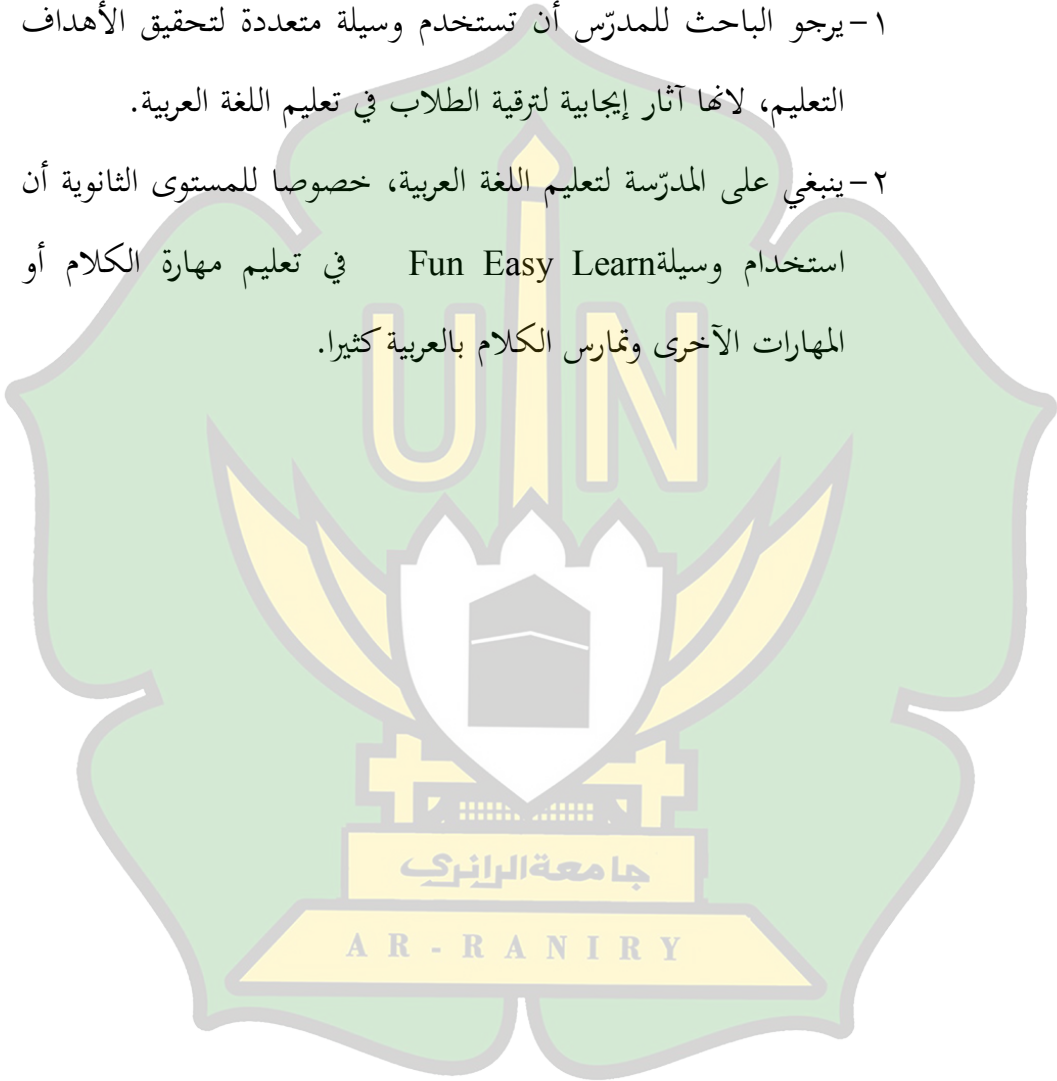 ١-يرجو الباحث للمدرّس أن تستخدم وسيلة متعددة لتحقيق الأهداف
التعليم، لانها آثار إيجابية لترقية الطلاب في تعليم اللغة العربية.
٢-ينبغي على المدرّسة لتعليم اللغة العربية، خصوصا للمستوى الثانوية أن
استخدام وسيلةFun Easy Learn في تعليم مهارة الكلام أو
المهارات الآخرى وتمارس الكلام بالعربية كثيرا.
UIN
جامعةالرانري
AR-RANIRY